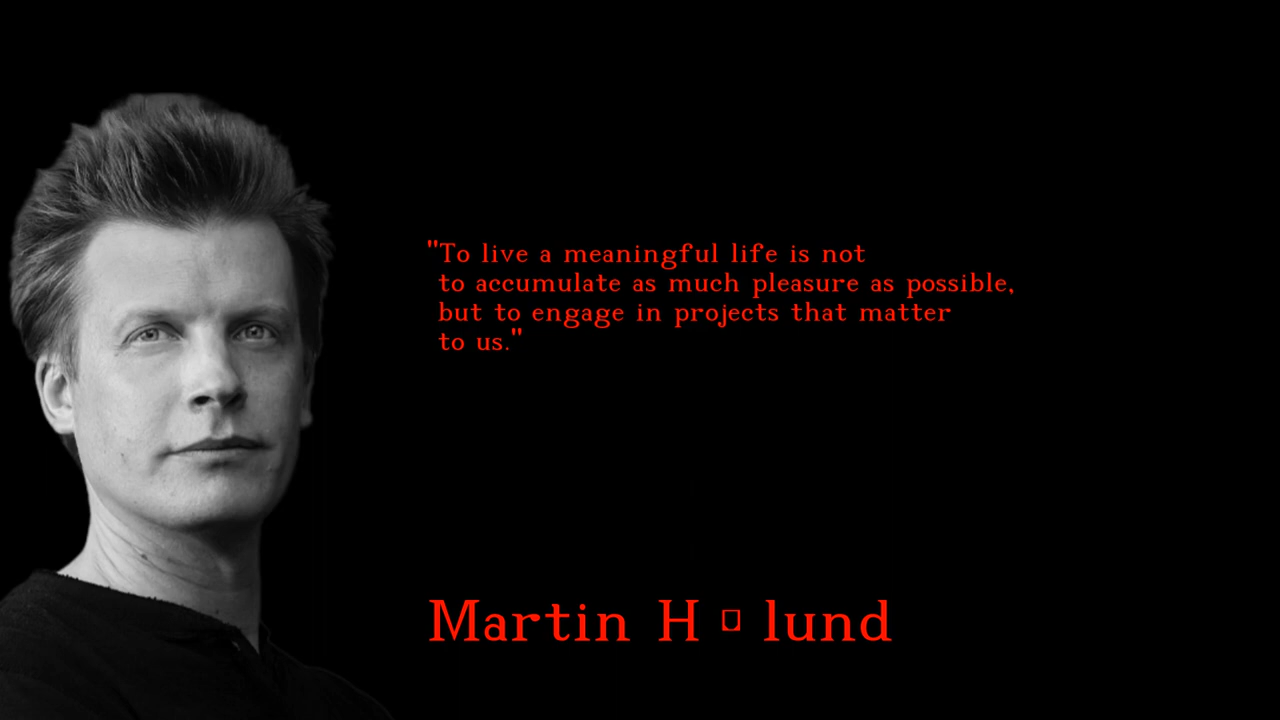 "To live a meaningful life is not
to accumulate as much pleasure as possible,
but to engage in projects that matter
to us."
Martin H▯lund